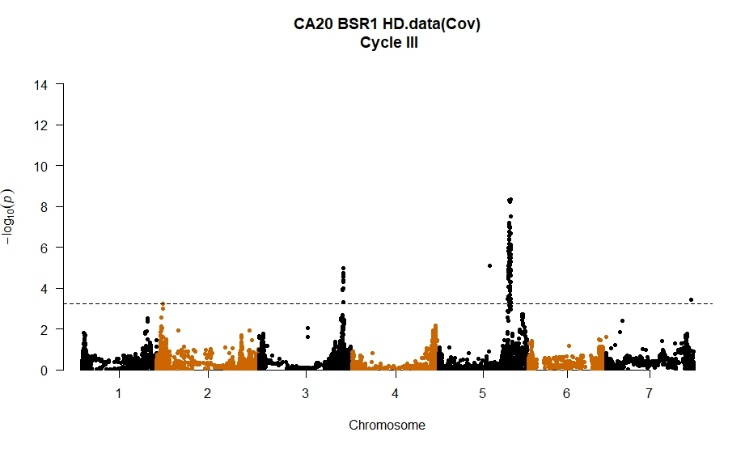 CA20 BSR1 HD.data(Cov)
Cycle III
14
12
10
8
6
4
2
0
−log₁₀(p)
1 2 3 4 5 6 7
Chromosome